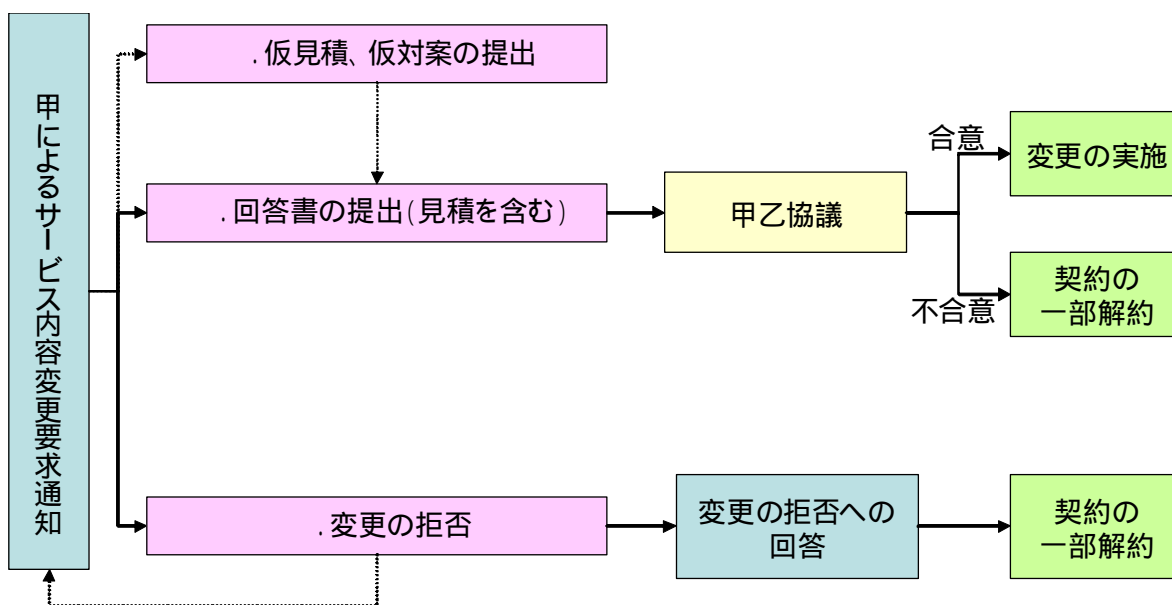 甲によるサービス内容変更要求通知
.仮見積、仮対案の提出
.回答書の提出(見積を含む)
甲乙協議
合意
変更の実施
不合意
契約の
一部解約
.変更の拒否
変更の拒否への
回答
契約の
一部解約